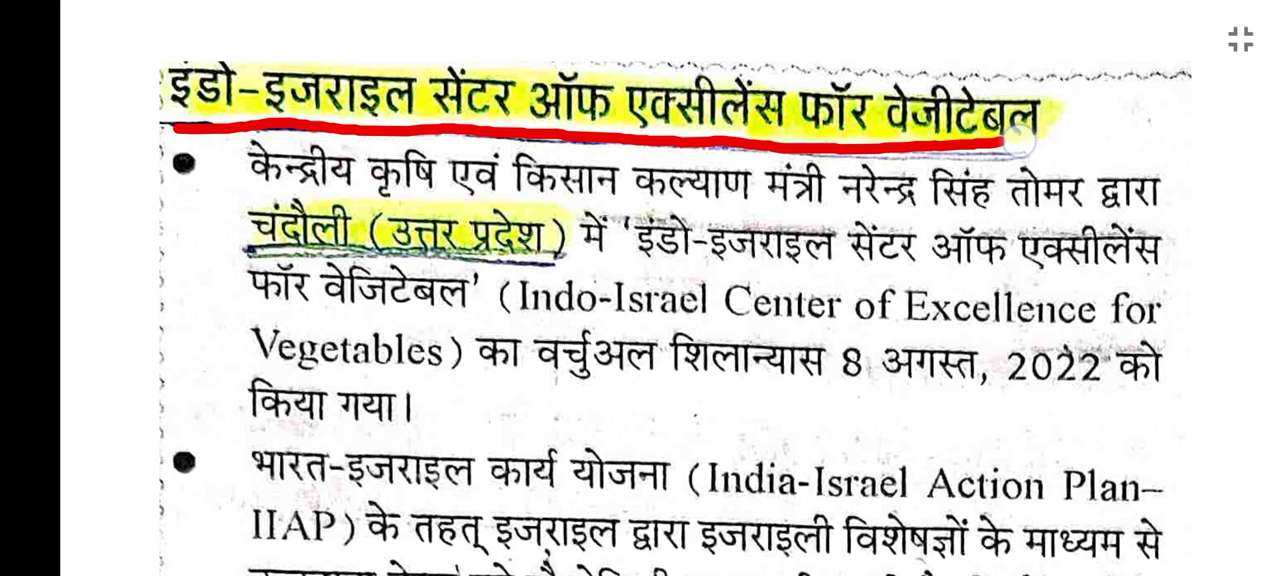 इंडो-इजराइल सेंटर ऑफ एक्सीलेंस फॉर वेजीटेबल
• केन्द्रीय कृषि एवं किसान कल्याण मंत्री नरेन्द्र सिंह तोमर द्वारा
चंदौली (उत्तर प्रदेश) में 'इंडो-इजराइल सेंटर ऑफ एक्सीलेंस
फॉर वेजिटेबल' (Indo-Israel Center of Excellence for
Vegetables) का वर्चुअल शिलान्यास 8 अगस्त, 2022 को
किया गया।
• भारत-इजराइल कार्य योजना (India-Israel Action Plan–
IIAP) के तहत् इजराइल द्वारा इजराइली विशेषज्ञों के माध्यम से